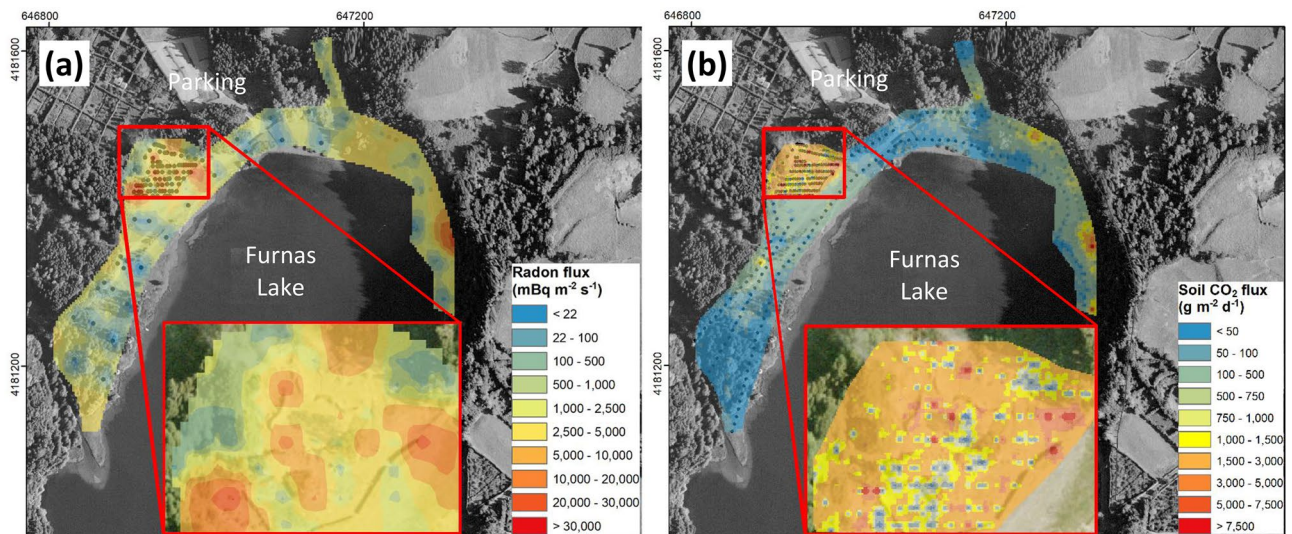 646800
647200
4181600
4181200
(a)
Parking
Furnas
Lake
Radon flux
(mBq m⁻² s⁻¹)
< 22
22 - 100
100 - 500
500 - 1,000
1,000 - 2,500
2,500 - 5,000
5,000 - 10,000
10,000 - 20,000
20,000 - 30,000
> 30,000
646800
647200
4181600
4181200
(b)
Parking
Furnas
Lake
Soil CO₂ flux
(g m⁻² d⁻¹)
< 50
50 - 100
100 - 500
500 - 750
750 - 1,000
1,000 - 1,500
1,500 - 3,000
3,000 - 5,000
5,000 - 7,500
> 7,500